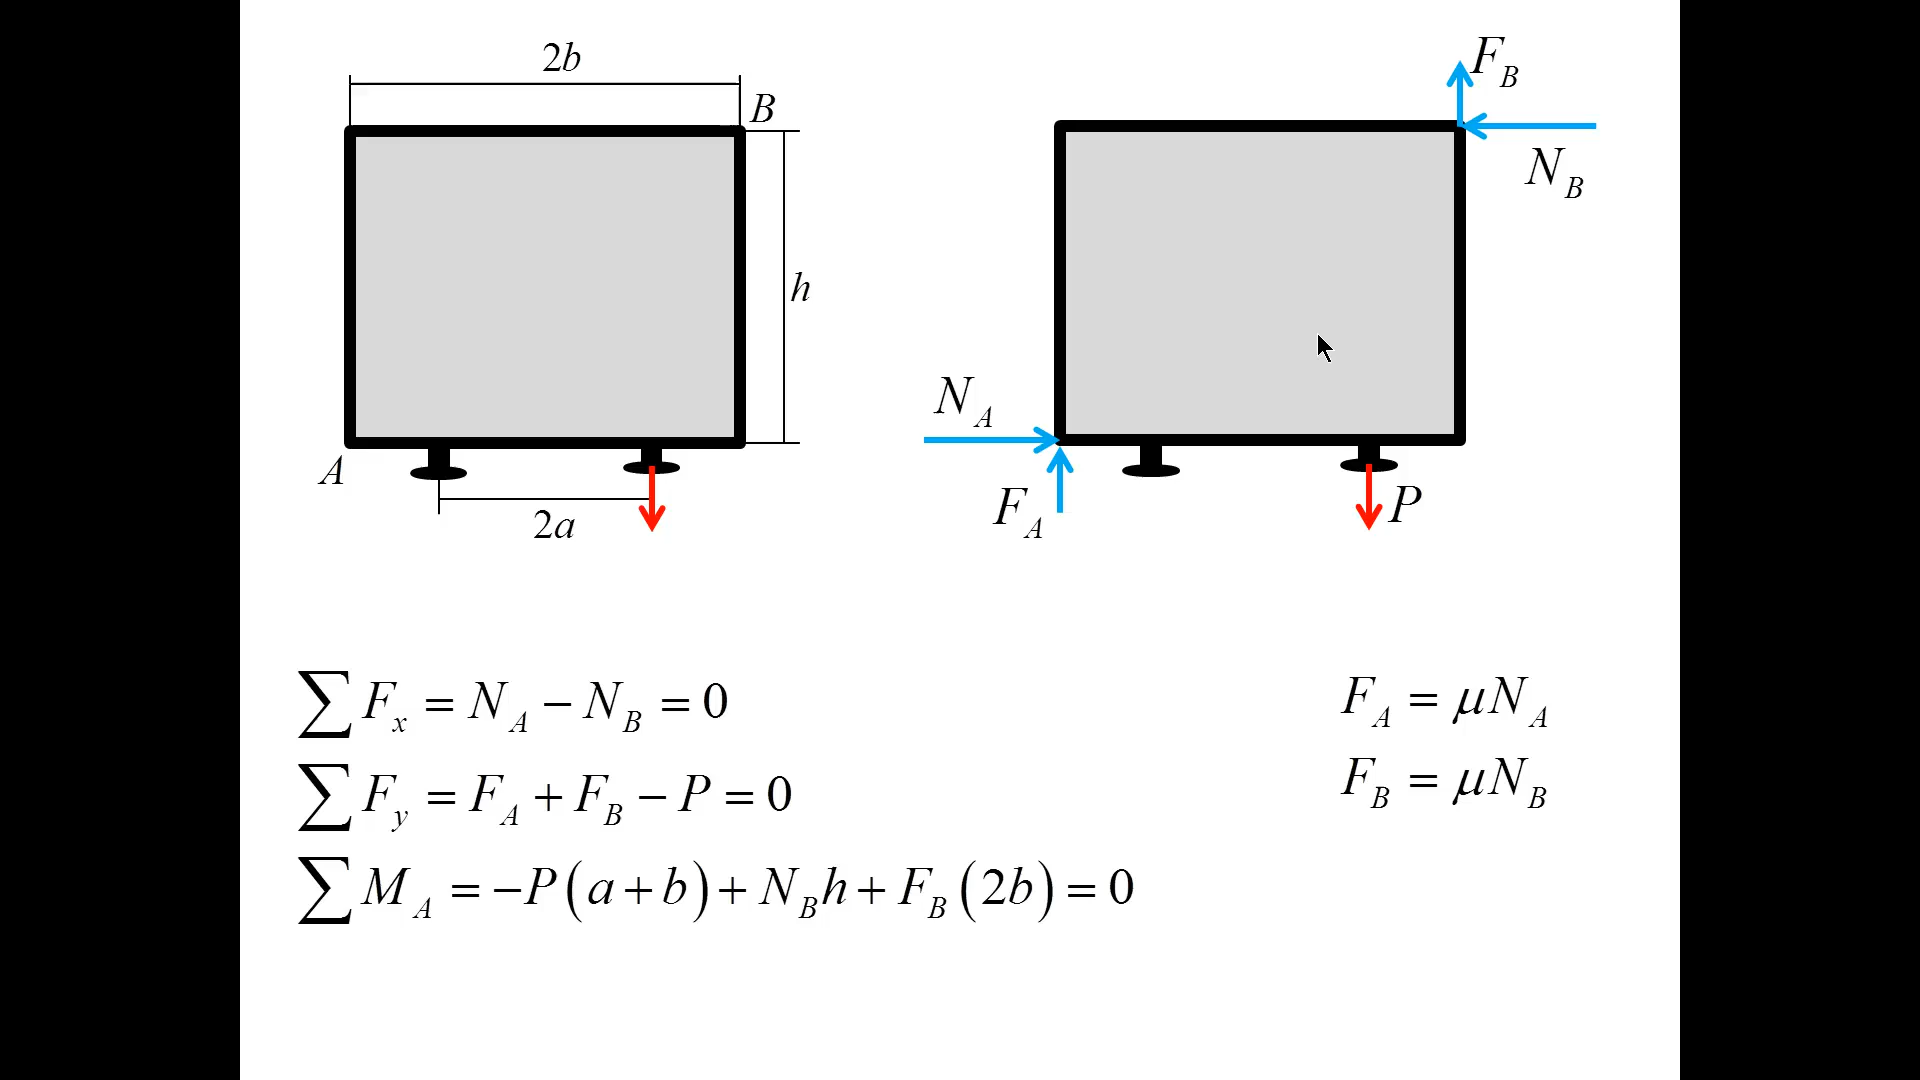 2b
B
h
A
2a
F_B
N_B
N_A
F_A
P
∑F_x = N_A − N_B = 0
∑F_y = F_A + F_B − P = 0
∑M_A = −P(a + b) + N_B h + F_B(2b) = 0
F_A = μN_A
F_B = μN_B